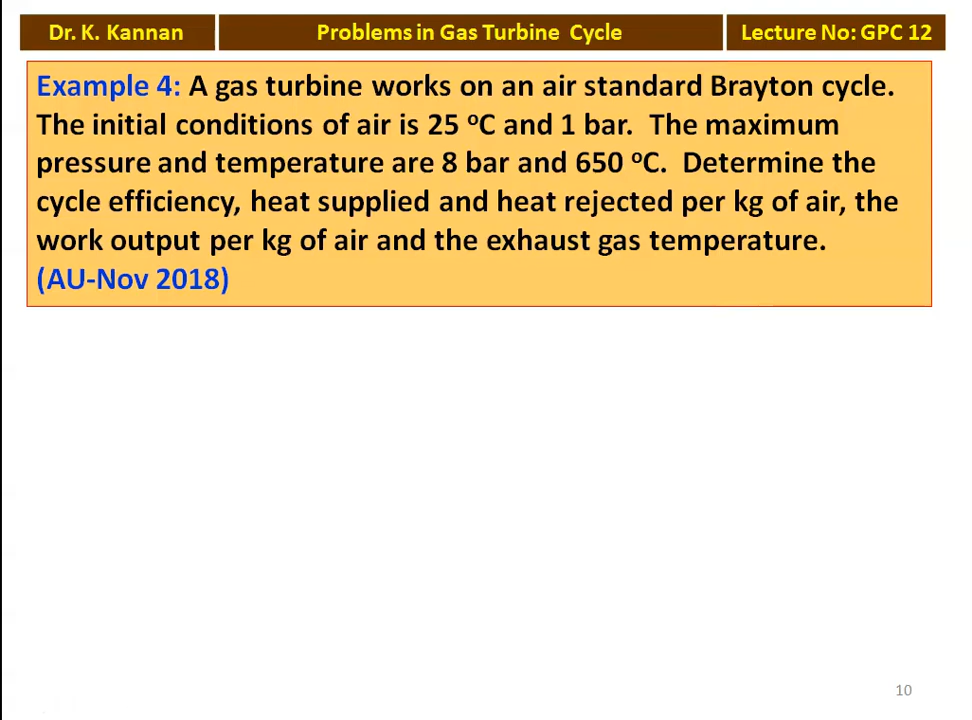 Dr. K. Kannan
Problems in Gas Turbine Cycle
Lecture No: GPC 12
Example 4: A gas turbine works on an air standard Brayton cycle.
The initial conditions of air is 25 ºC and 1 bar. The maximum
pressure and temperature are 8 bar and 650 ºC. Determine the
cycle efficiency, heat supplied and heat rejected per kg of air, the
work output per kg of air and the exhaust gas temperature.
(AU-Nov 2018)
10